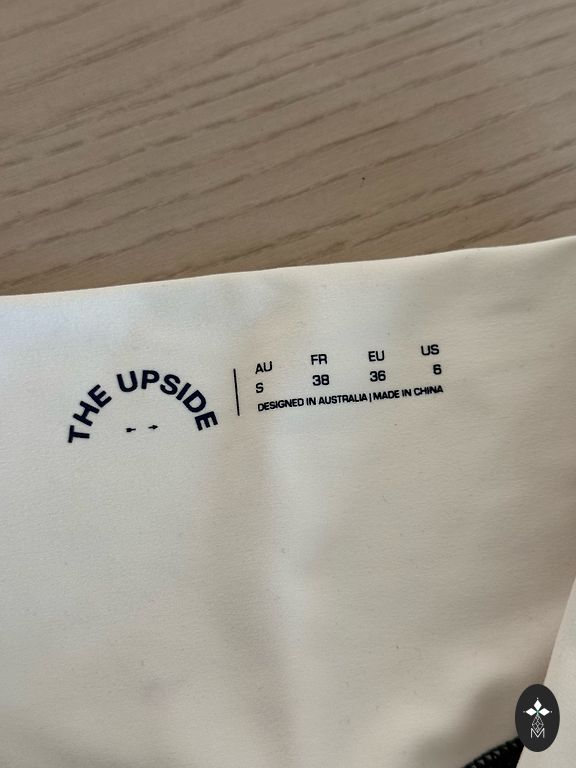 THE UPSIDE
AU FR EU US
S 38 36 6
DESIGNED IN AUSTRALIA | MADE IN CHINA
M